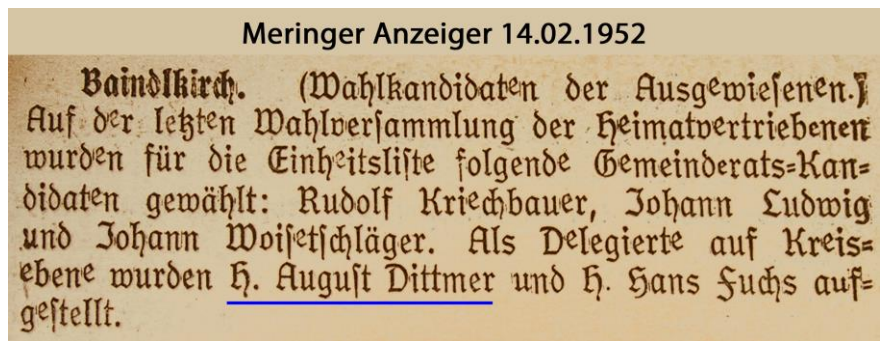 Meringer Anzeiger 14.02.1952
Baindlkirch. (Wahlkandidaten der Ausgewiesenen.)
Auf der letzten Wahlversammlung der Heimatvertriebenen
wurden für die Einheitsliste folgende Gemeinderats-Kan-
didaten gewählt: Rudolf Kriechbauer, Johann Ludwig
und Johann Woisetschläger. Als Delegierte auf Kreis-
ebene wurden H. August Dittmer und H. Hans Fuchs auf-
gestellt.